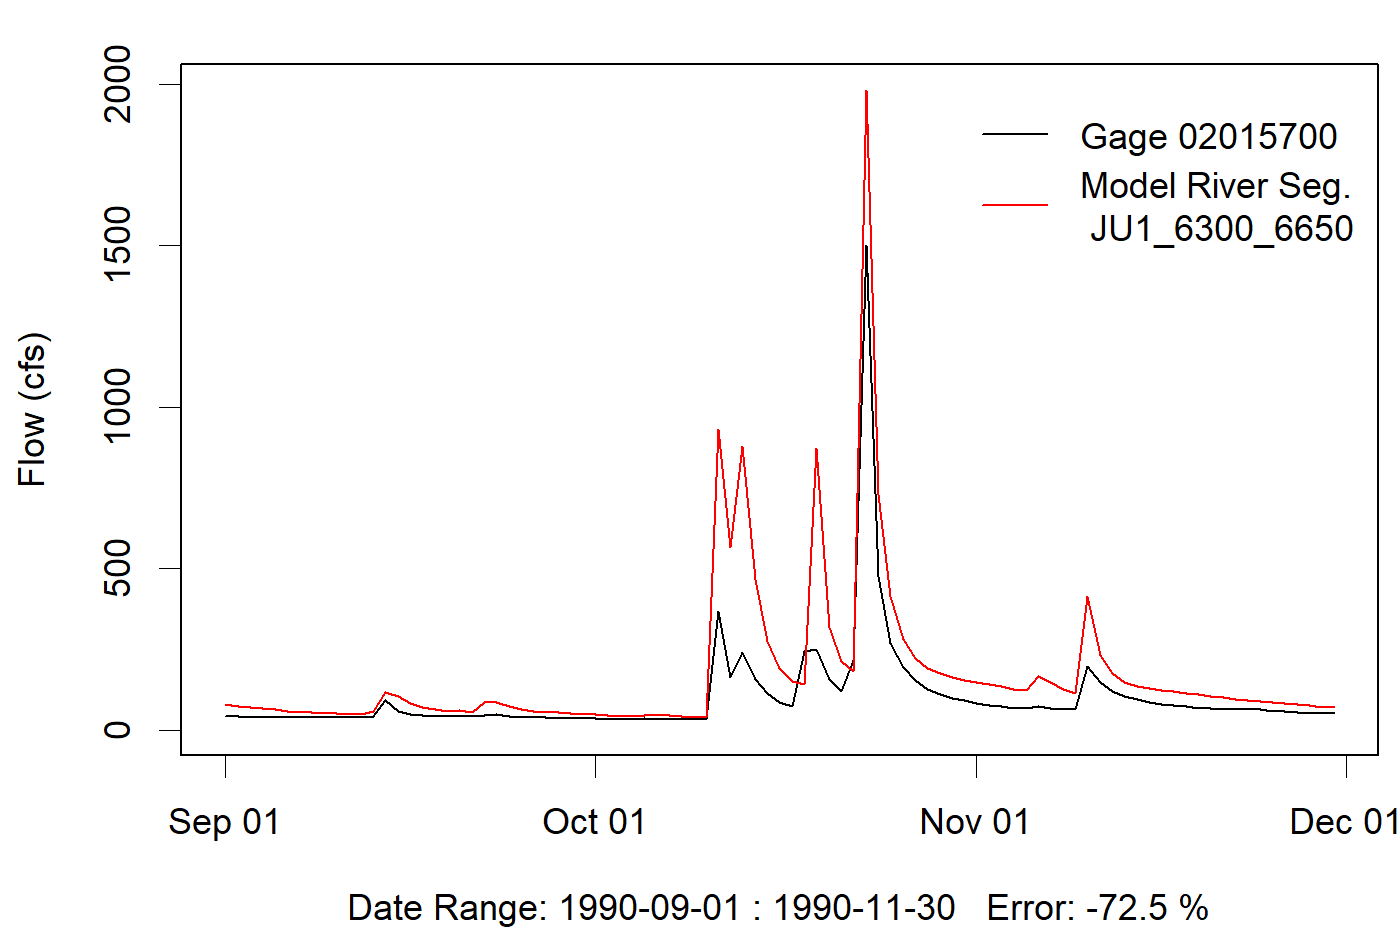 2000
1500
1000
500
0
Flow (cfs)
Gage 02015700
Model River Seg.
JU1_6300_6650
Sep 01
Oct 01
Nov 01
Dec 01
Date Range: 1990-09-01 : 1990-11-30 Error: -72.5 %